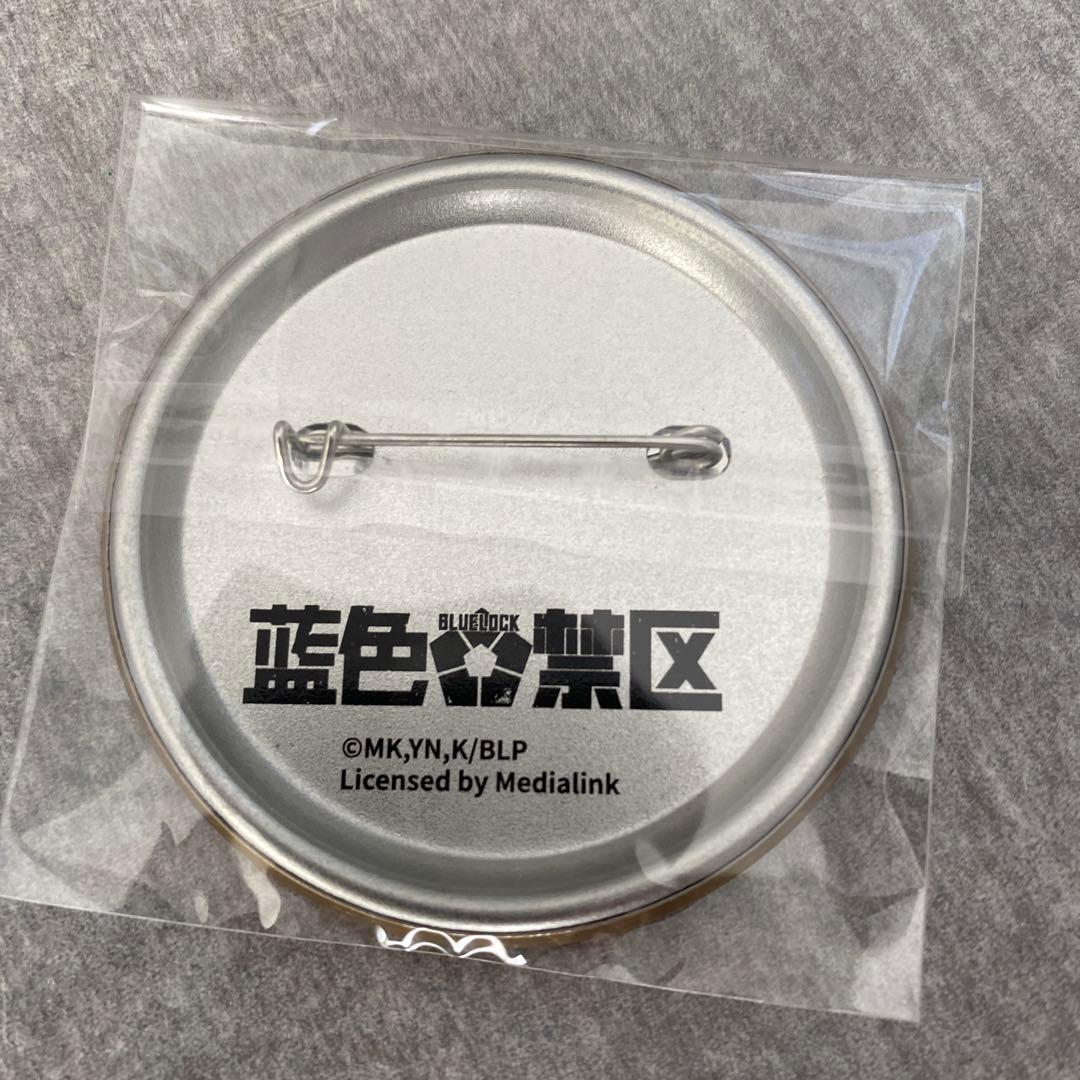 蓝色BLUELOCK禁区
©MK,YN,K/BLP
Licensed by Medialink